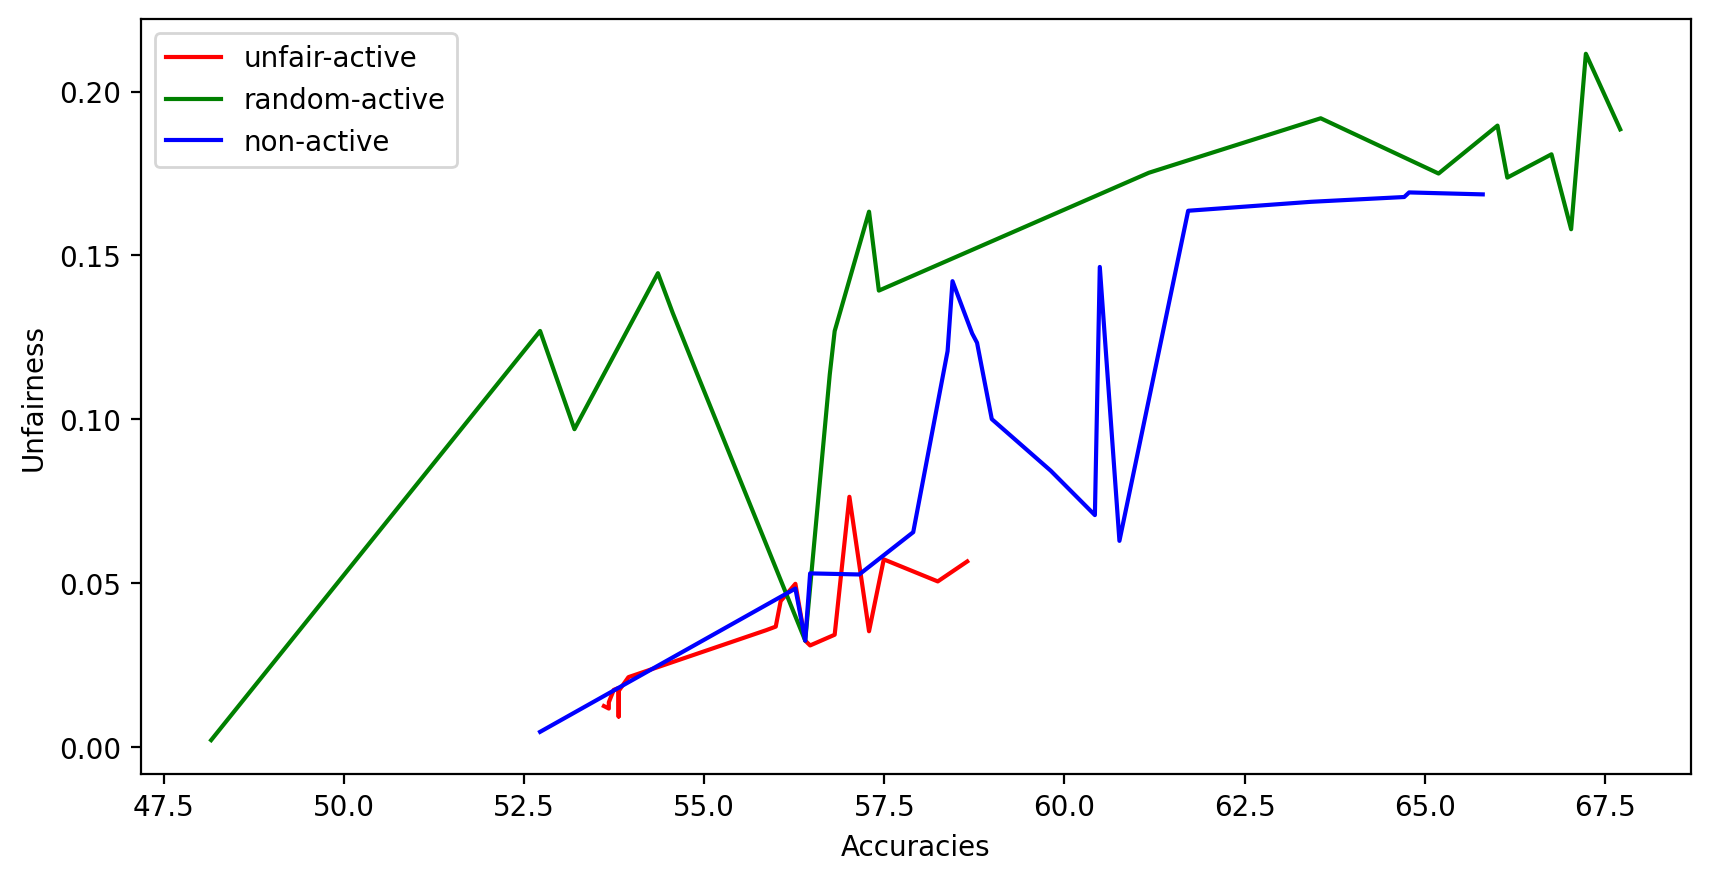 unfair-active
random-active
non-active
0.20
0.15
0.10
0.05
0.00
Unfairness
47.5 50.0 52.5 55.0 57.5 60.0 62.5 65.0 67.5
Accuracies